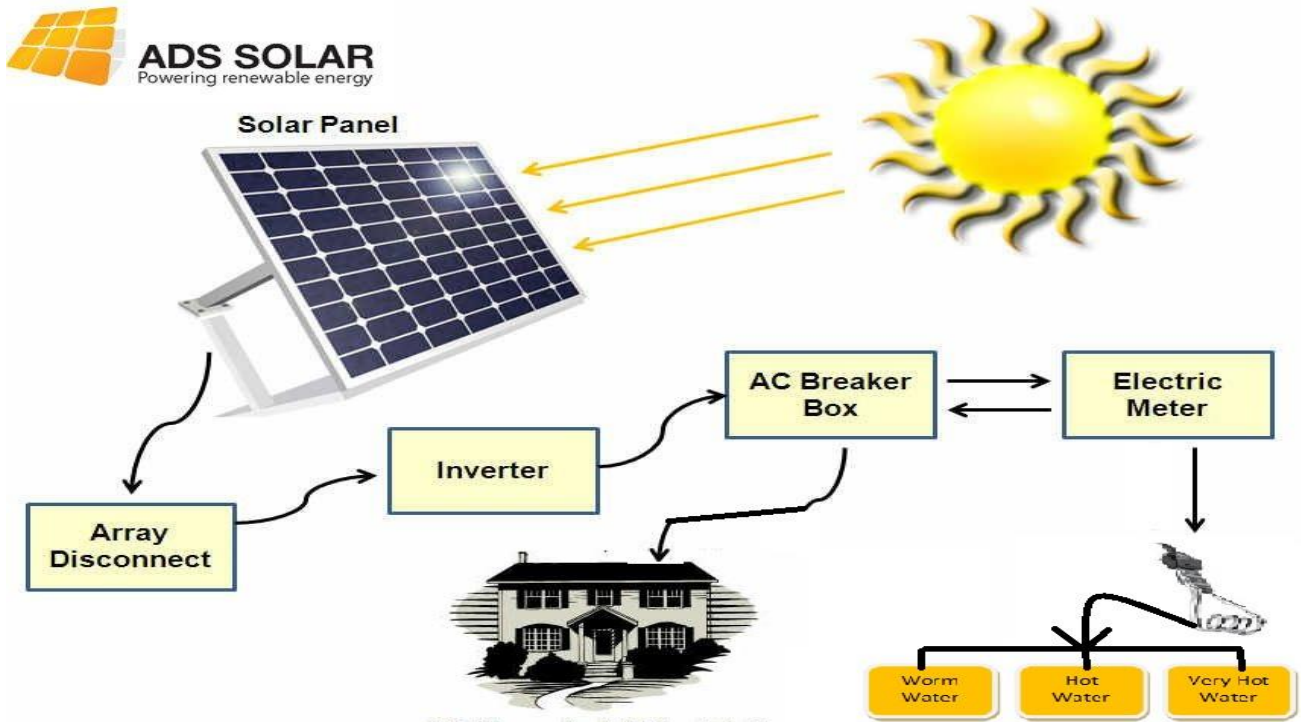 ADS SOLAR
Powering renewable energy
Solar Panel
AC Breaker
Box
Electric
Meter
Inverter
Array
Disconnect
Worm
Water
Hot
Water
Very Hot
Water